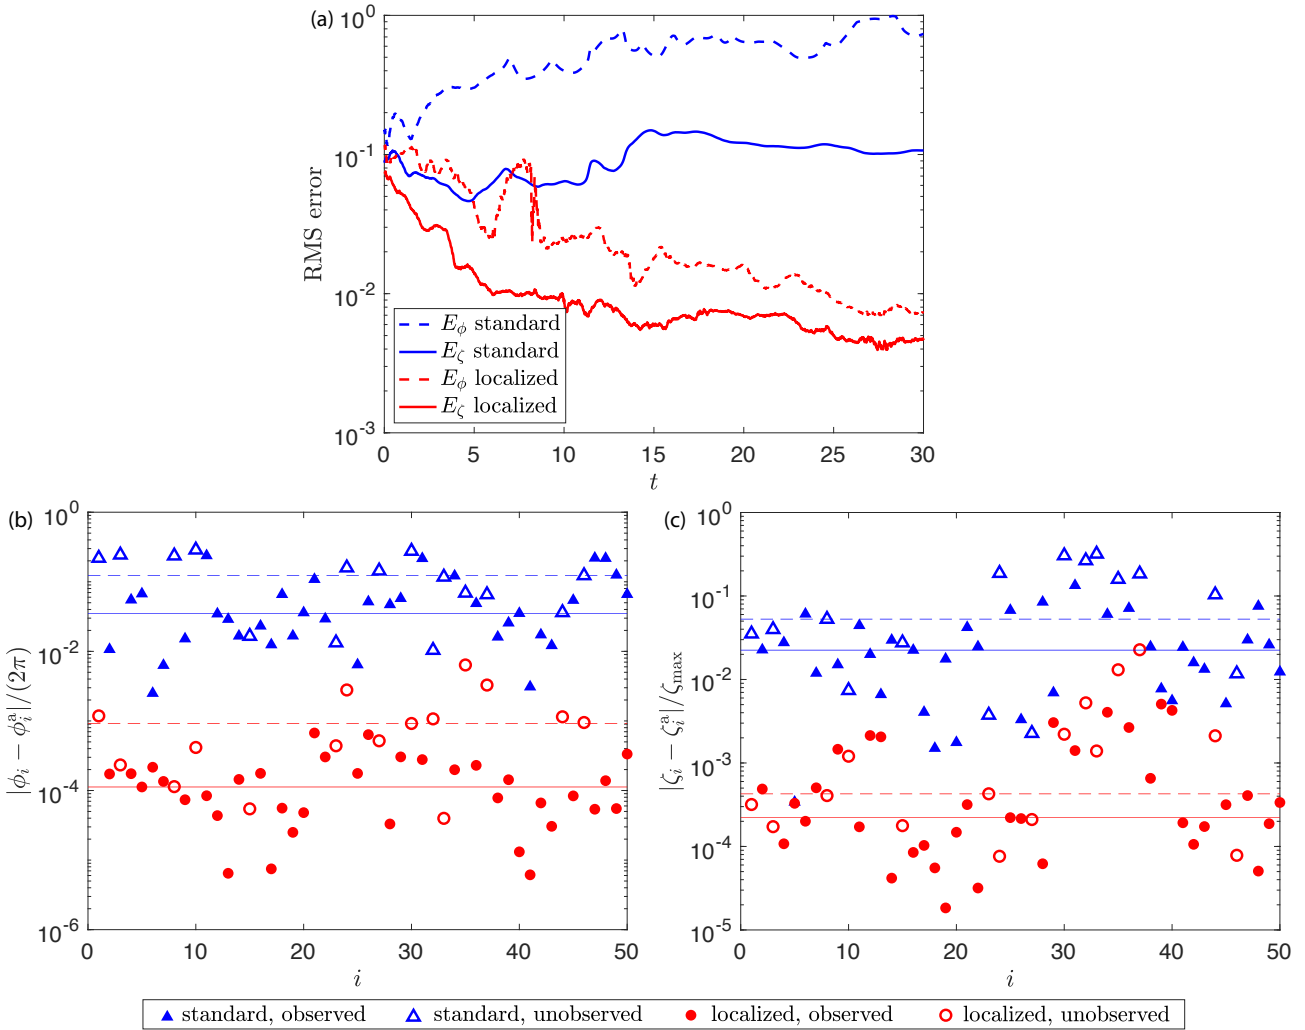 (a)
10^0
10^-1
10^-2
10^-3
RMS error
E_ϕ standard
E_ζ standard
E_ϕ localized
E_ζ localized
0 5 10 15 20 25 30
t
(b)
10^0
10^-2
10^-4
10^-6
|ϕ_i − ϕ_i^a|/(2π)
0 10 20 30 40 50
i
(c)
10^0
10^-1
10^-2
10^-3
10^-4
10^-5
|ζ_i − ζ_i^a|/ζ_max
0 10 20 30 40 50
i
standard, observed standard, unobserved localized, observed localized, unobserved